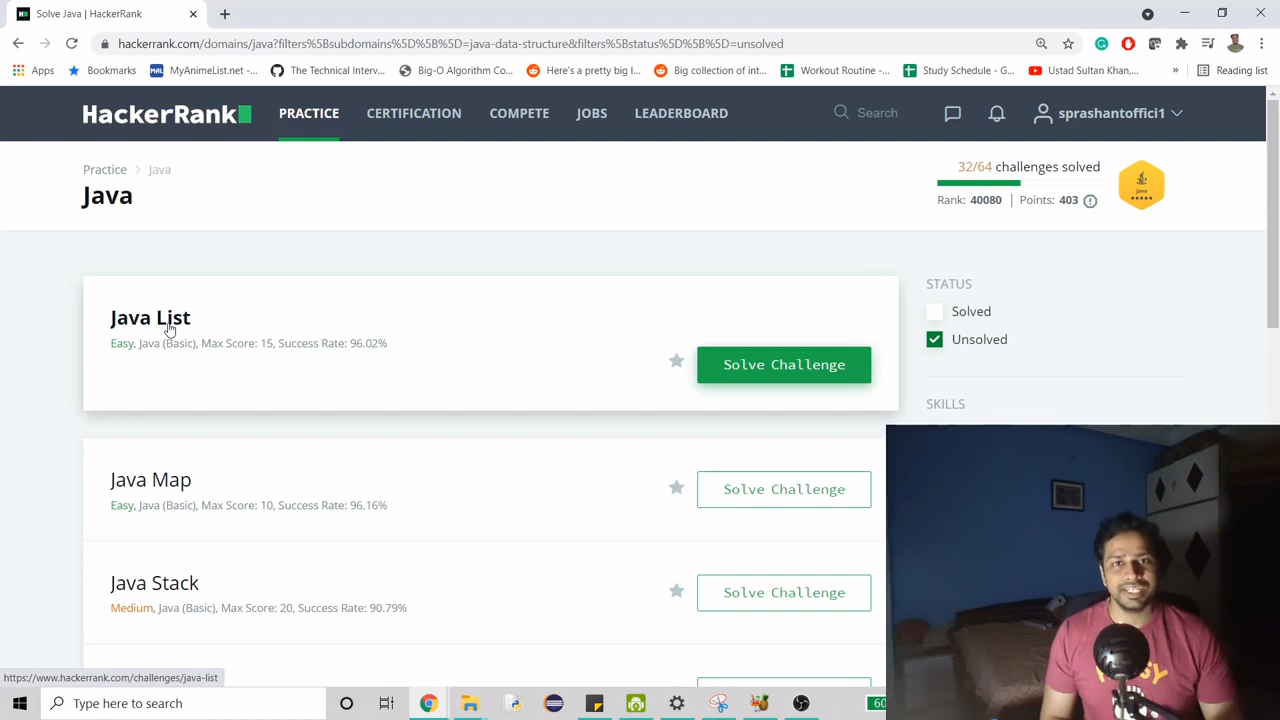 Solve Java | HackerRank
hackerrank.com/domains/java?filters%5Bsubdomains%5D%5B%5D=java-data-structure&filters%5Bstatus%5D%5B%5D=unsolved
Apps
Bookmarks
MAL
MyAnimeList.net -...
The Technical Interv...
Big-O Algorithm Co...
Here's a pretty big l...
Big collection of int...
Workout Routine -...
Study Schedule - G...
Ustad Sultan Khan,...
»
Reading list
HackerRank
PRACTICE
CERTIFICATION
COMPETE
JOBS
LEADERBOARD
Search
sprashantoffici1
Practice > Java
Java
32/64 challenges solved
Rank: 40080 | Points: 403
Java
Java List
Easy, Java (Basic), Max Score: 15, Success Rate: 96.02%
Solve Challenge
STATUS
Solved
Unsolved
SKILLS
Java Map
Easy, Java (Basic), Max Score: 10, Success Rate: 96.16%
Solve Challenge
Java Stack
Medium, Java (Basic), Max Score: 20, Success Rate: 90.79%
Solve Challenge
https://www.hackerrank.com/challenges/java-list
Type here to search
60